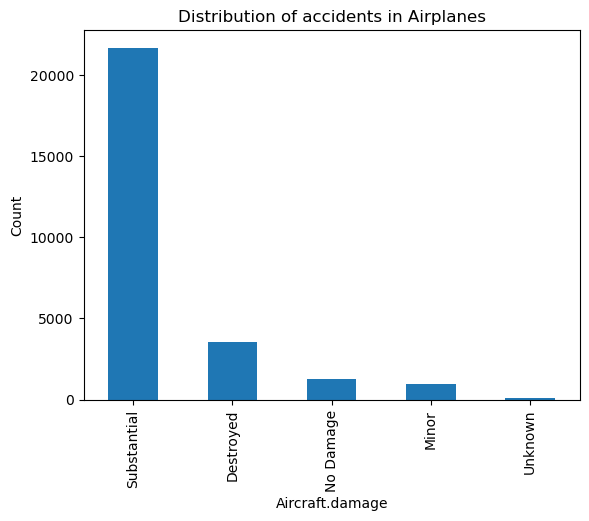 Distribution of accidents in Airplanes
20000
15000
10000
5000
0
Count
Substantial
Destroyed
No Damage
Minor
Unknown
Aircraft.damage